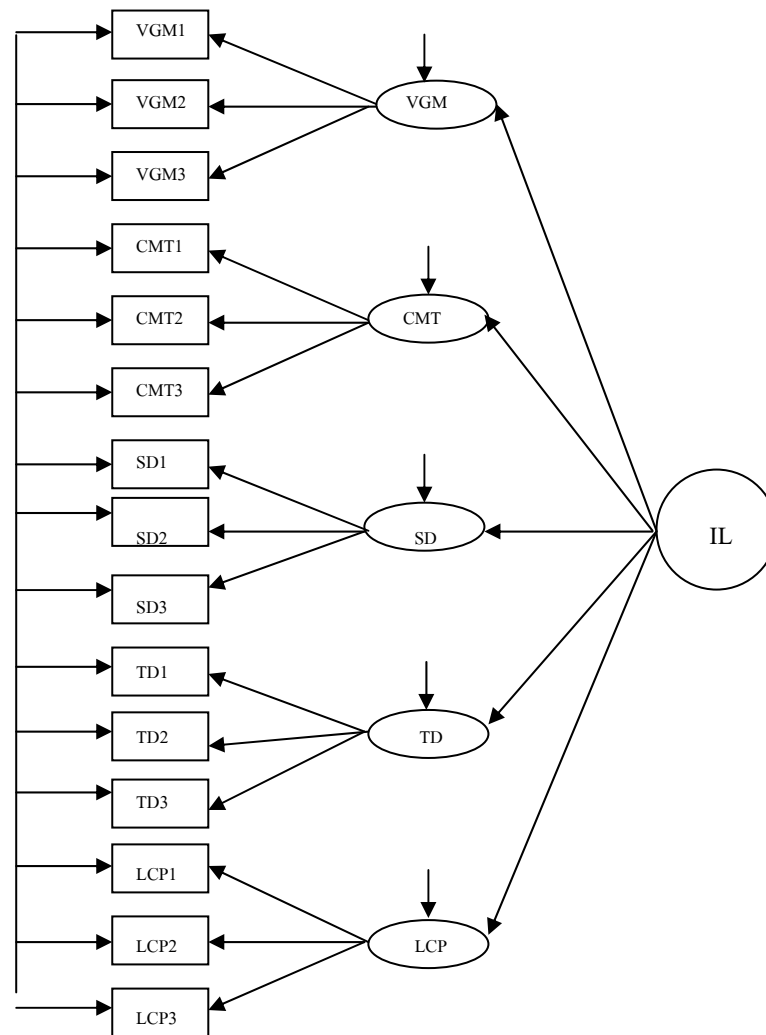 VGM1
VGM
VGM2
VGM3
CMT1
CMT2
CMT
CMT3
SD1
SD2
SD
IL
SD3
TD1
TD2
TD
TD3
LCP1
LCP2
LCP
LCP3